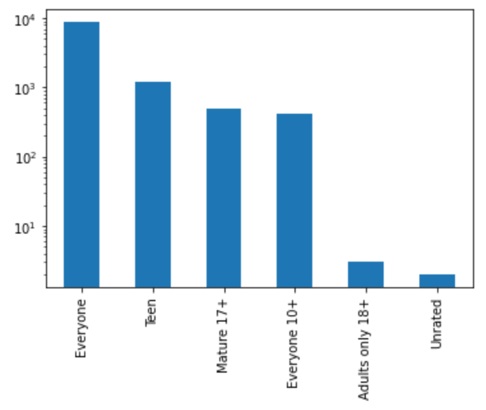 10⁴
10³
10²
10¹
Everyone
Teen
Mature 17+
Everyone 10+
Adults only 18+
Unrated